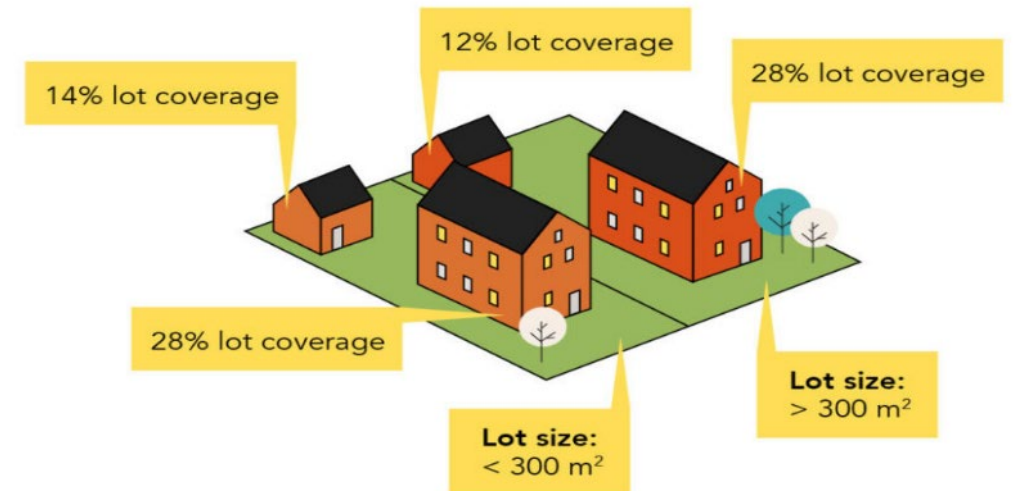 12% lot coverage
28% lot coverage
14% lot coverage
28% lot coverage
Lot size:
> 300 m²
Lot size:
< 300 m²